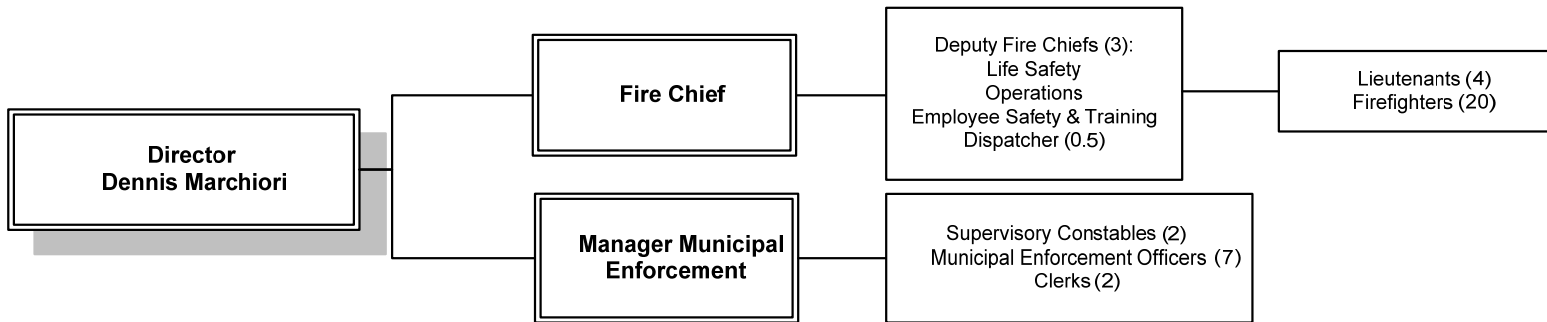 Director
Dennis Marchiori
Fire Chief
Deputy Fire Chiefs (3):
Life Safety
Operations
Employee Safety & Training
Dispatcher (0.5)
Lieutenants (4)
Firefighters (20)
Manager Municipal
Enforcement
Supervisory Constables (2)
Municipal Enforcement Officers (7)
Clerks (2)